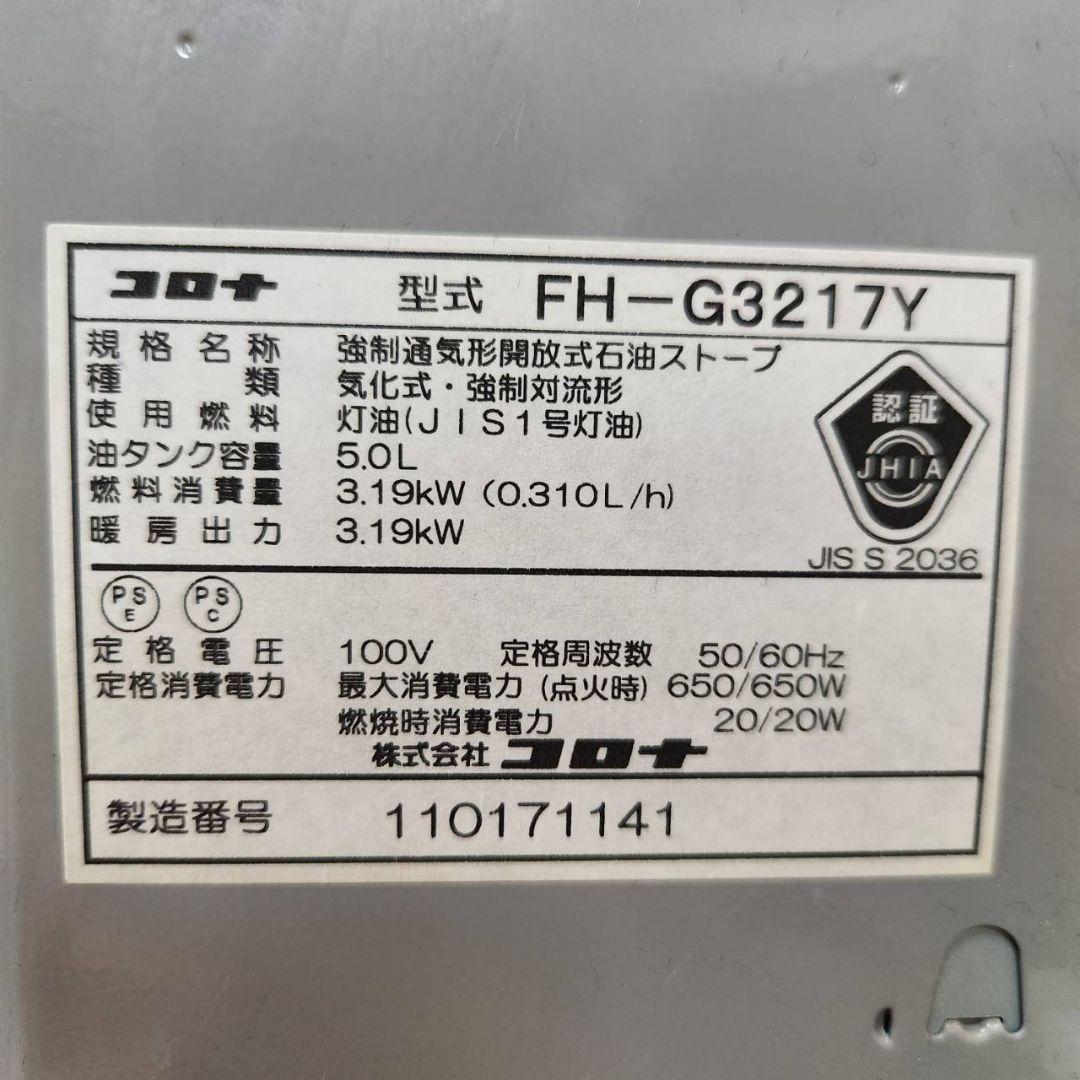 コロナ 型式 FH-G3217Y
規格名称 強制通気形開放式石油ストーブ
種類 気化式・強制対流形
使用燃料 灯油(JIS1号灯油)
油タンク容量 5.0L
燃料消費量 3.19kW (0.310L/h)
暖房出力 3.19kW
認証
JHIA
JIS S 2036
PS E PS C
定格電圧 100V 定格周波数 50/60Hz
定格消費電力 最大消費電力 (点火時) 650/650W
燃焼時消費電力 20/20W
株式会社 コロナ
製造番号 110171141